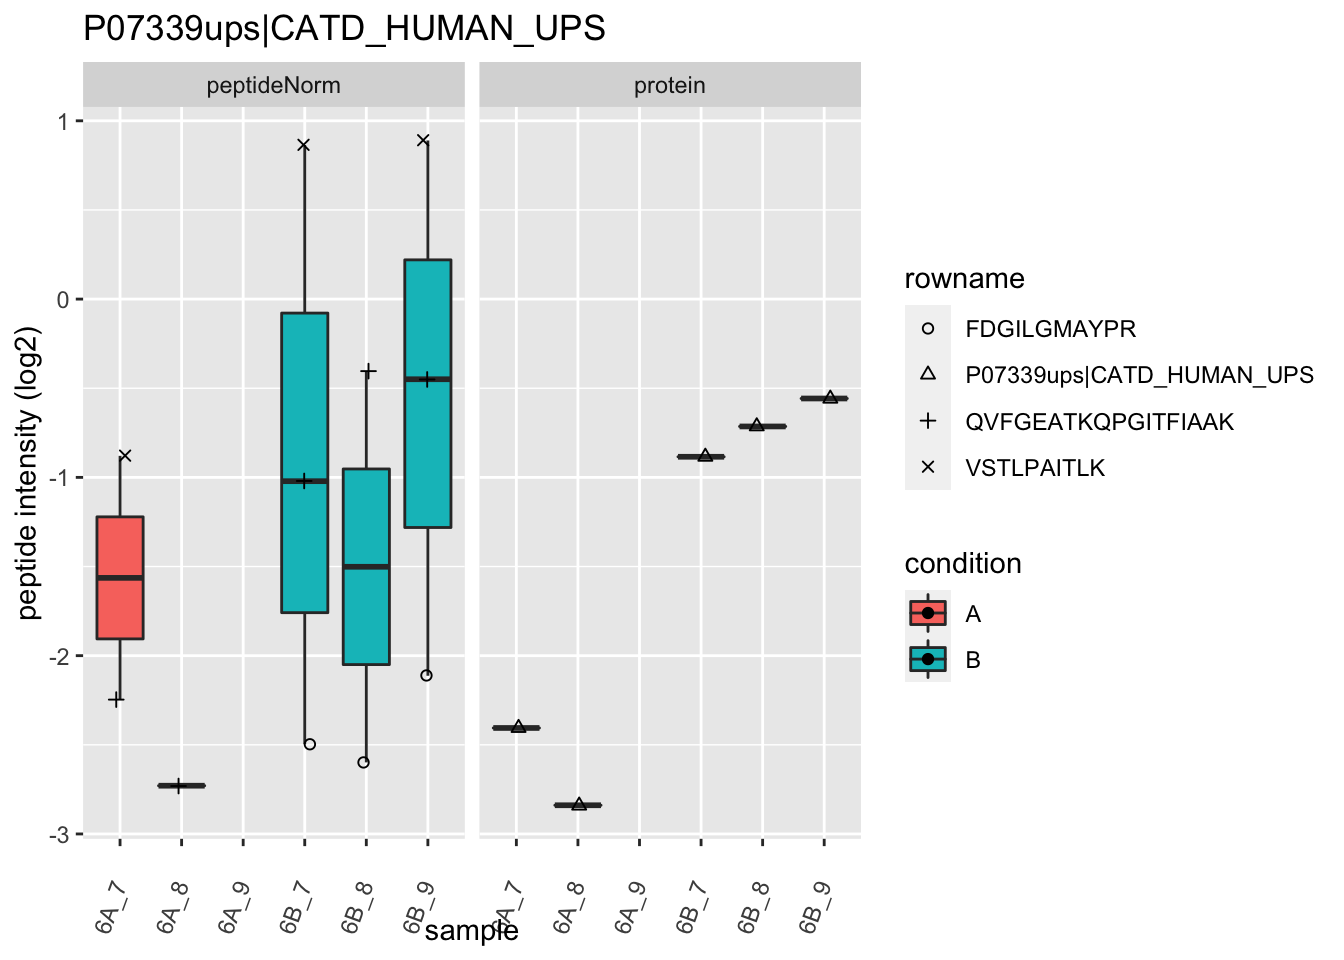 P07339ups|CATD_HUMAN_UPS
peptideNorm
protein
peptide intensity (log2)
1
0
-1
-2
-3
6A_7
6A_8
6A_9
6B_7
6B_8
6B_9
6A_7
6A_8
6A_9
6B_7
6B_8
6B_9
sample
rowname
FDGILGMAYPR
P07339ups|CATD_HUMAN_UPS
QVFGEATKQPGITFIAAK
VSTLPAITLK
condition
A
B